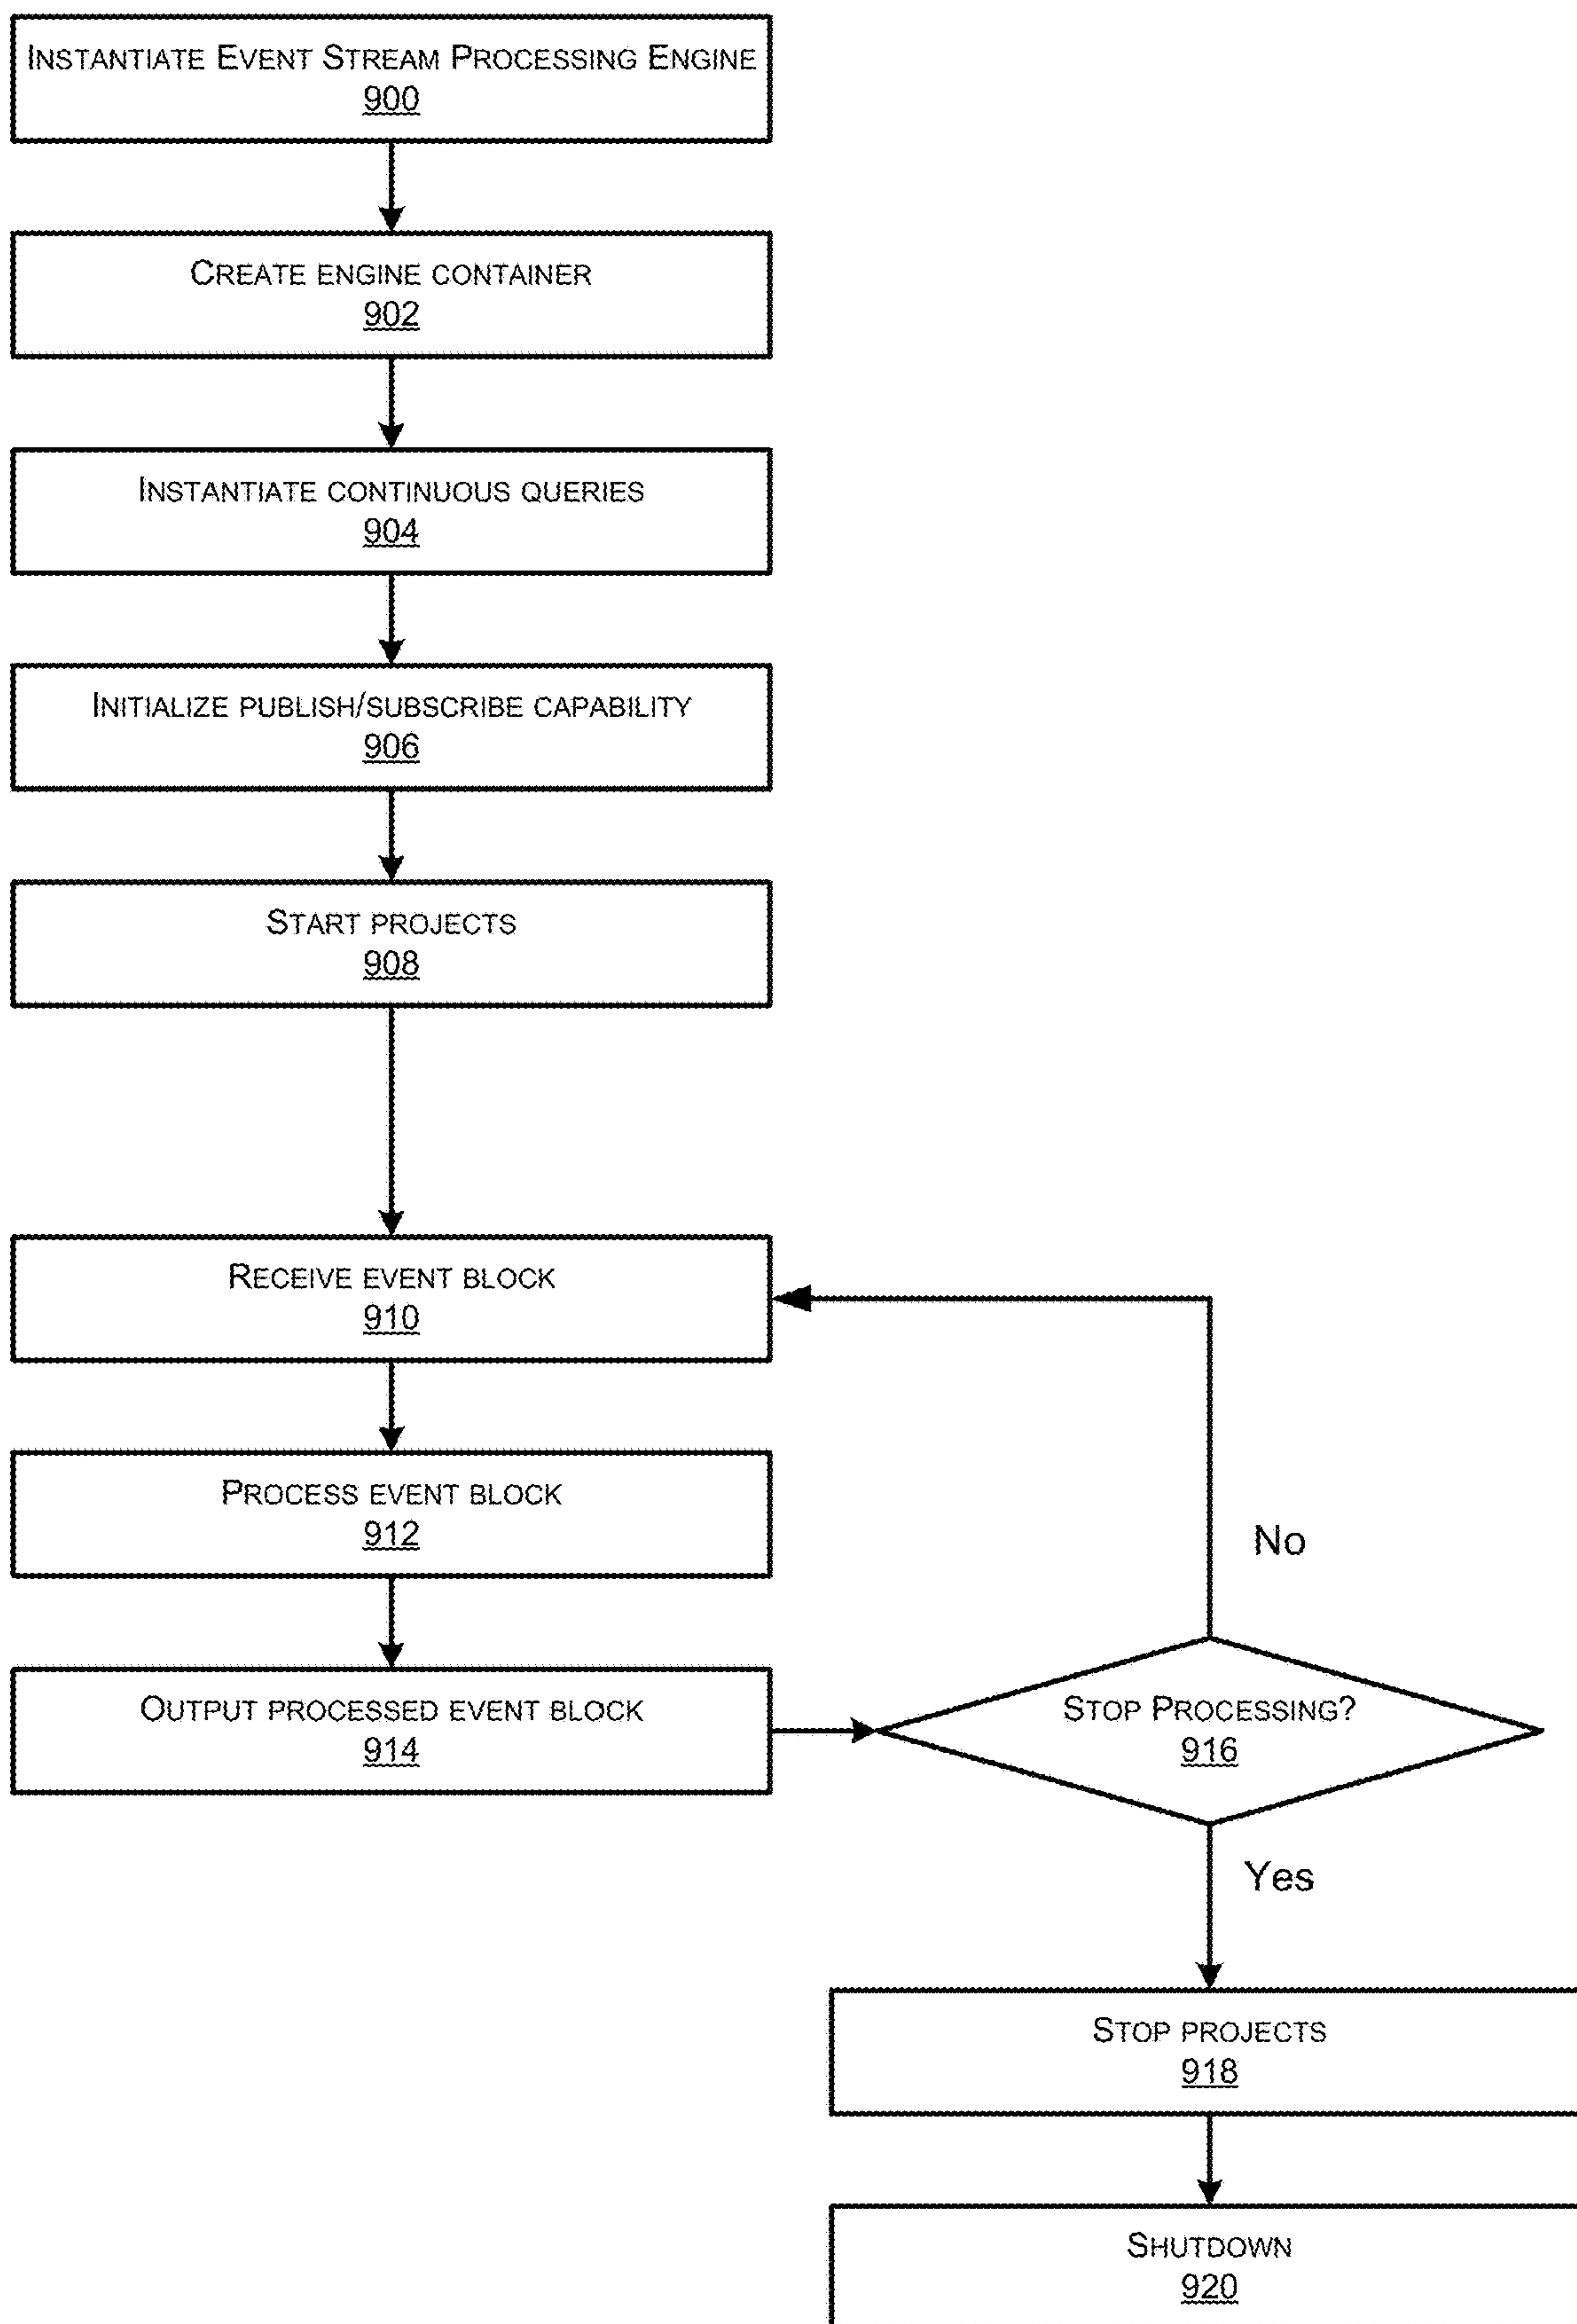 INSTANTIATE EVENT STREAM PROCESSING ENGINE
900
CREATE ENGINE CONTAINER
902
INSTANTIATE CONTINUOUS QUERIES
904
INITIALIZE PUBLISH/SUBSCRIBE CAPABILITY
906
START PROJECTS
908
RECEIVE EVENT BLOCK
910
PROCESS EVENT BLOCK
912
No
OUTPUT PROCESSED EVENT BLOCK
914
STOP PROCESSING?
916
Yes
STOP PROJECTS
918
SHUTDOWN
920